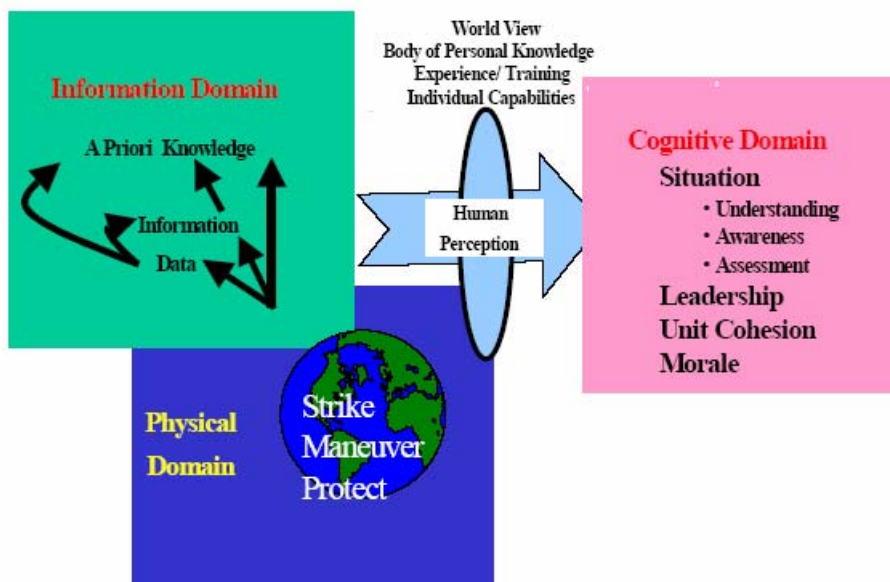 World View
Body of Personal Knowledge
Experience/ Training
Individual Capabilities
Information Domain
A Priori Knowledge
Information
Data
Human
Perception
Cognitive Domain
Situation
• Understanding
• Awareness
• Assessment
Leadership
Unit Cohesion
Morale
Physical
Domain
Strike
Maneuver
Protect